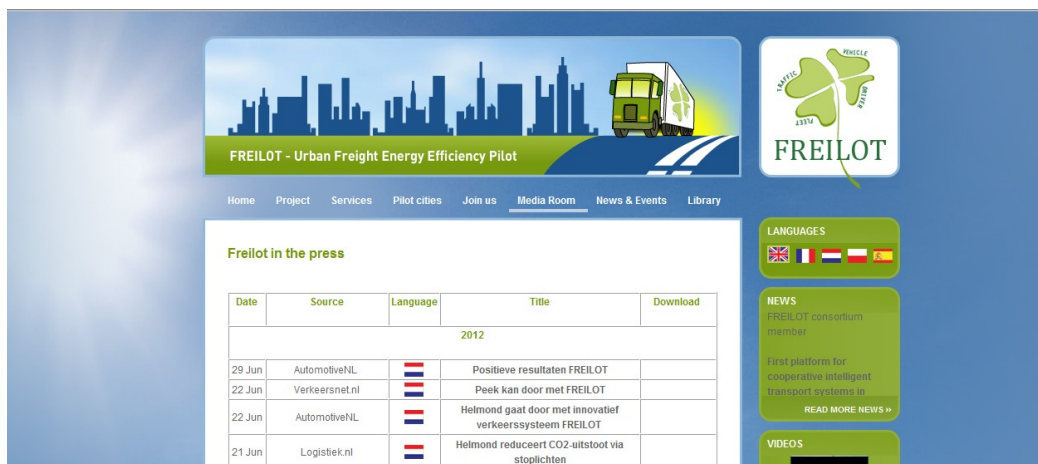 TRAFFIC
VEHICLE
DRIVER
FLEET
FREILOT
FREILOT - Urban Freight Energy Efficiency Pilot
Home Project Services Pilot cities Join us Media Room News & Events Library
Freilot in the press
Date Source Language Title Download
2012
29 Jun AutomotiveNL Positieve resultaten FREILOT
22 Jun Verkeersnet.nl Peek kan door met FREILOT
22 Jun AutomotiveNL Helmond gaat door met innovatief
verkeerssysteem FREILOT
21 Jun Logistiek.nl Helmond reduceert CO2-uitstoot via
stoplichten
LANGUAGES
NEWS
FREILOT consortium
member
First platform for
cooperative intelligent
transport systems in
READ MORE NEWS »
VIDEOS